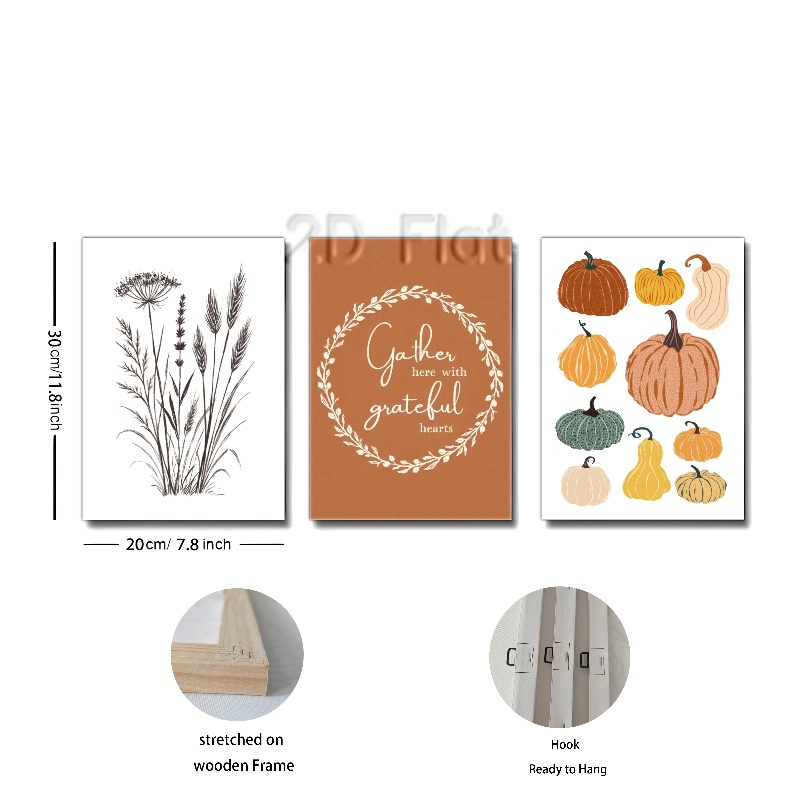 2.D Flat
30cm/11.8inch
Gather
here with
grateful
hearts
20cm/ 7.8 inch
stretched on
wooden Frame
Hook
Ready to Hang